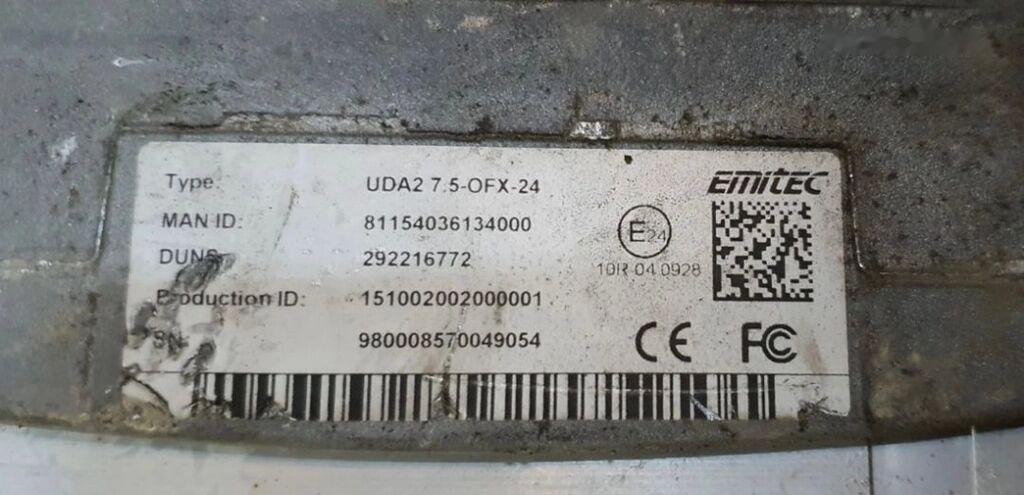 Type: UDA2 7.5-OFX-24
MAN ID: 81154036134000
DUNS: 292216772
Production ID: 151002002000001
SN: 980008570049054
EMITEC
E24
10R-04 0928
CE FC